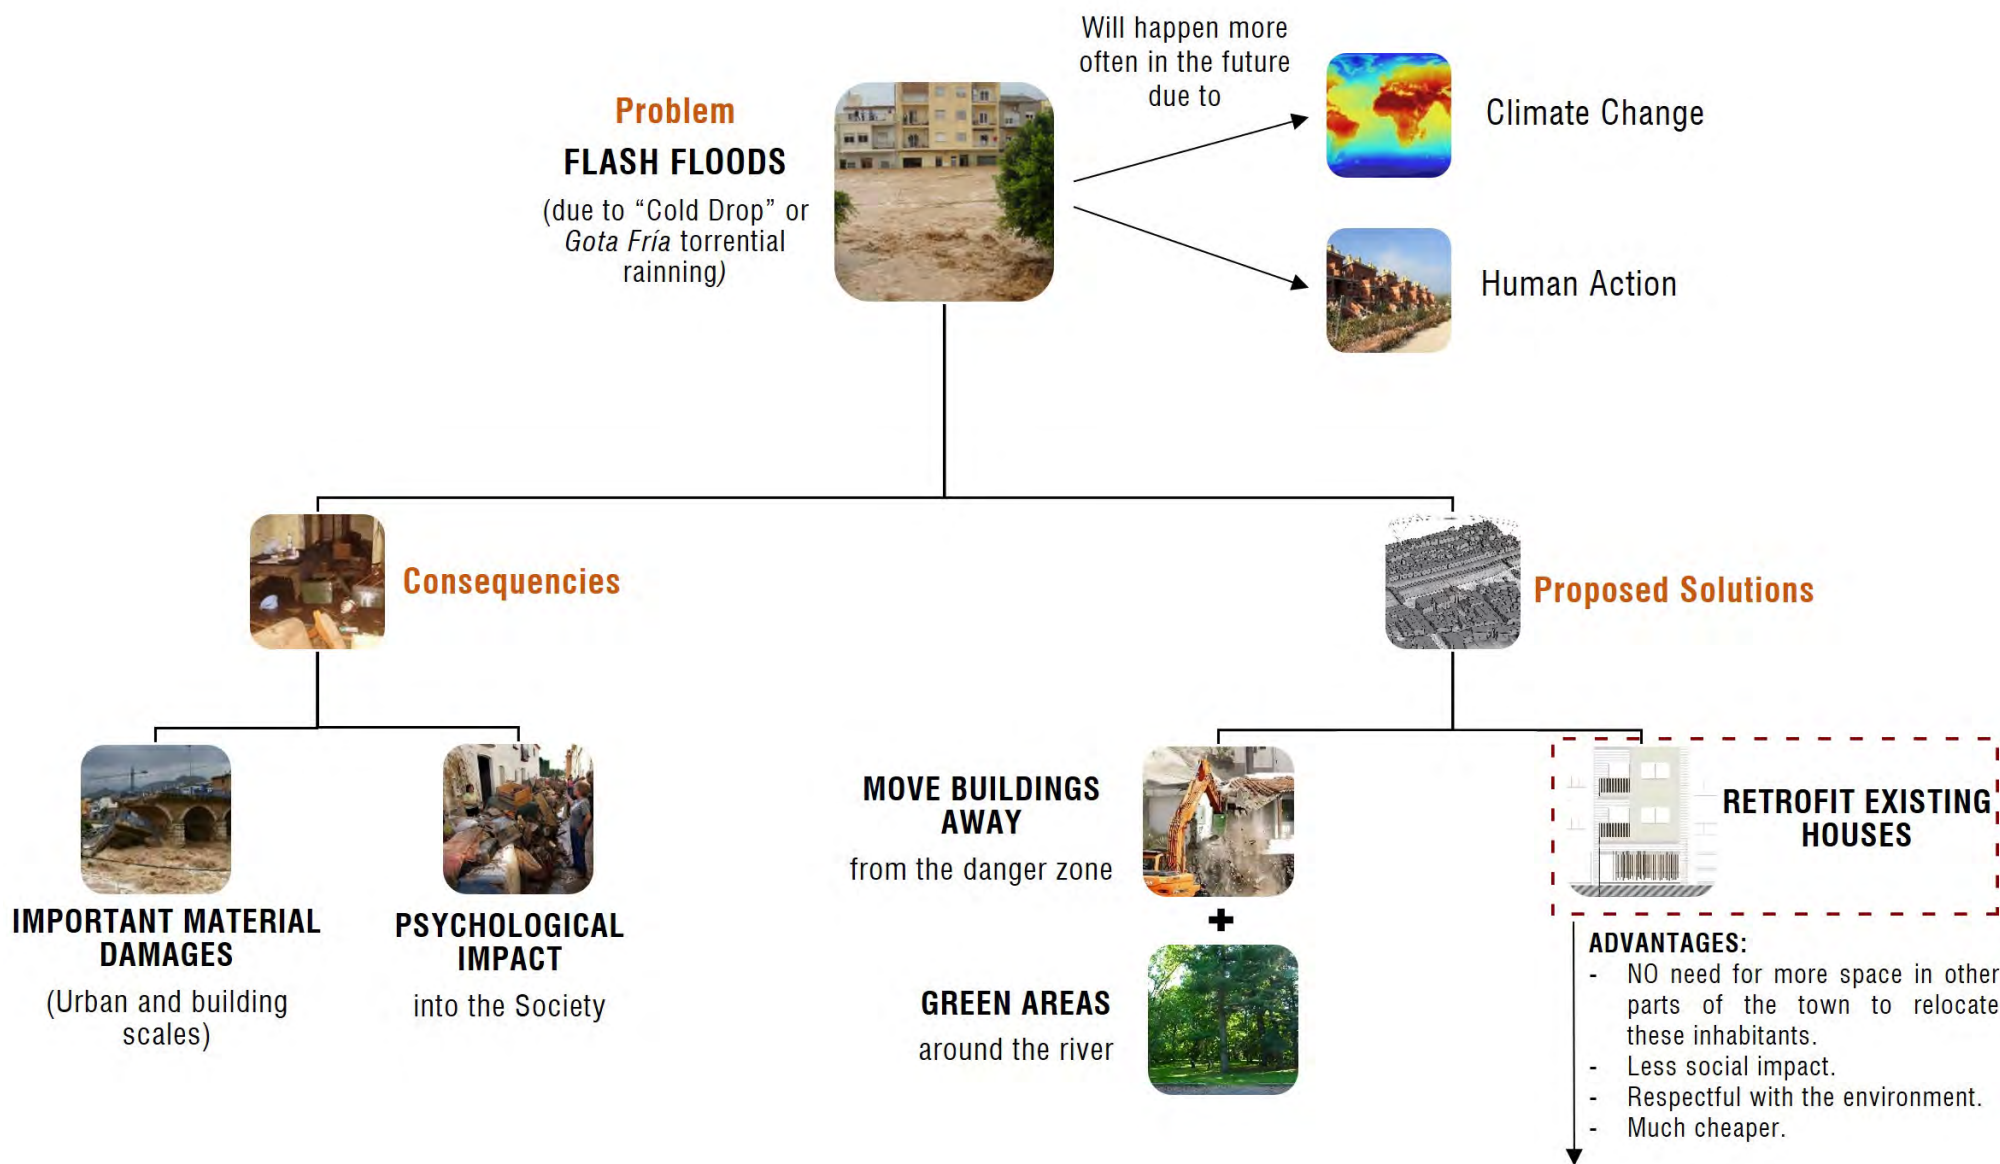 Will happen more
often in the future
due to
Problem
FLASH FLOODS
(due to “Cold Drop” or
Gota Fría torrential
rainning)
Climate Change
Human Action
Consequencies
Proposed Solutions
IMPORTANT MATERIAL
DAMAGES
(Urban and building
scales)
PSYCHOLOGICAL
IMPACT
into the Society
MOVE BUILDINGS
AWAY
from the danger zone
+
GREEN AREAS
around the river
RETROFIT EXISTING
HOUSES
ADVANTAGES:
- NO need for more space in other
parts of the town to relocate
these inhabitants.
- Less social impact.
- Respectful with the environment.
- Much cheaper.